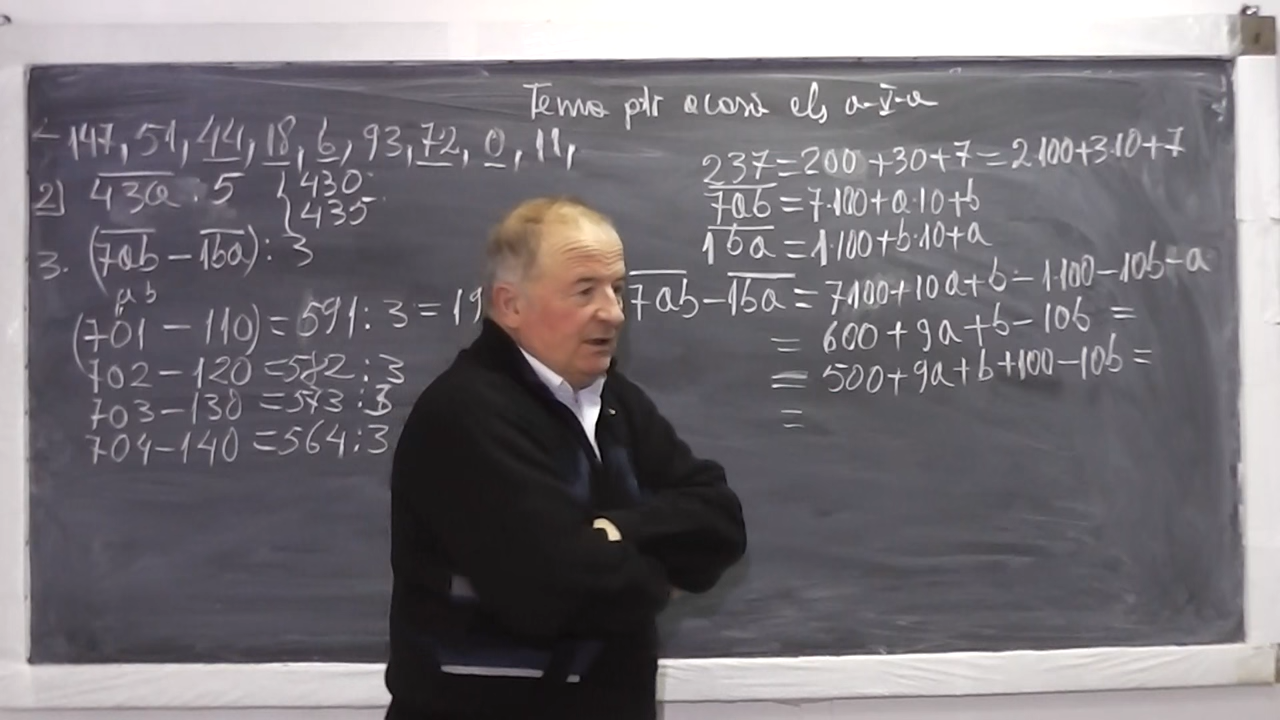 Temă ptr acasă cls a-V-a
147, 51, 44, 18, 6, 93, 72, 0, 11,
2) 43a . 5 { 430
435
3. (7ab - 1ba) : 3
a b
(701 - 110) = 591 : 3 = 19
702 - 120 = 582 : 3
703 - 130 = 573 : 3
704 - 140 = 564 : 3
237 = 200 + 30 + 7 = 2·100 + 3·10 + 7
7ab = 7·100 + a·10 + b
1ba = 1·100 + b·10 + a
7ab - 1ba = 7100 + 10a + b - 1·100 - 10b - a
= 600 + 9a + b - 10b =
= 500 + 9a + b + 100 - 10b =
=